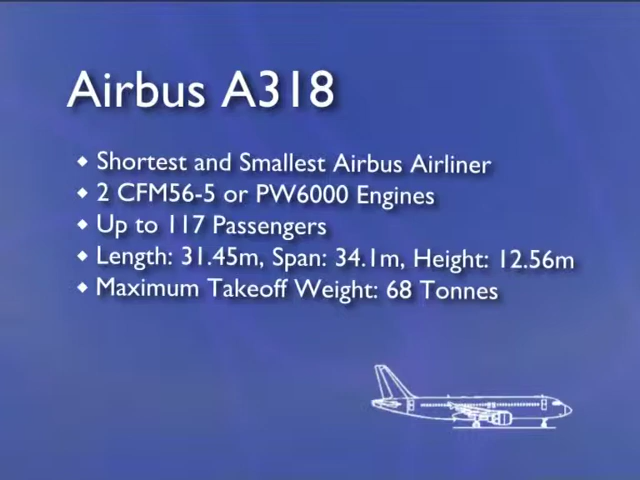 Airbus A318
◆ Shortest and Smallest Airbus Airliner
◆ 2 CFM56-5 or PW6000 Engines
◆ Up to 117 Passengers
◆ Length: 31.45m, Span: 34.1m, Height: 12.56m
◆ Maximum Takeoff Weight: 68 Tonnes